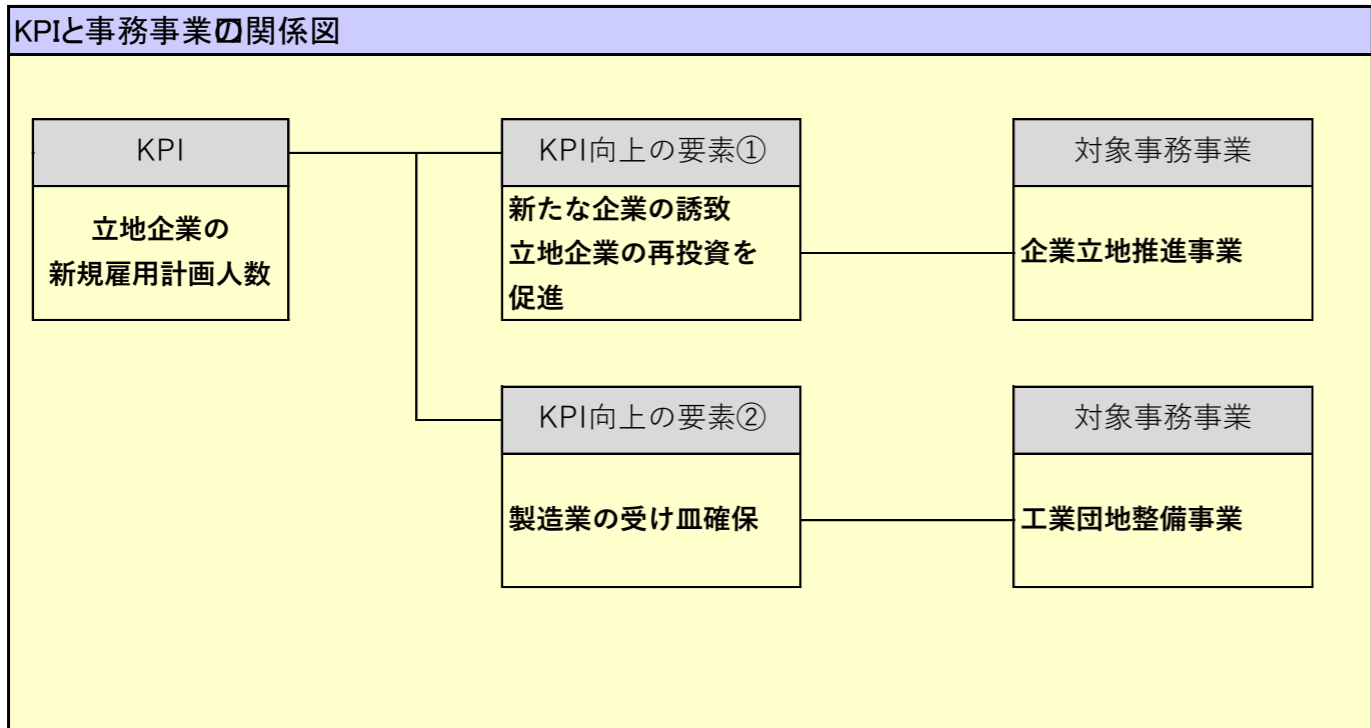 KPIと事務事業の関係図
KPI
立地企業の
新規雇用計画人数
KPI向上の要素①
新たな企業の誘致
立地企業の再投資を
促進
対象事務事業
企業立地推進事業
KPI向上の要素②
製造業の受け皿確保
対象事務事業
工業団地整備事業